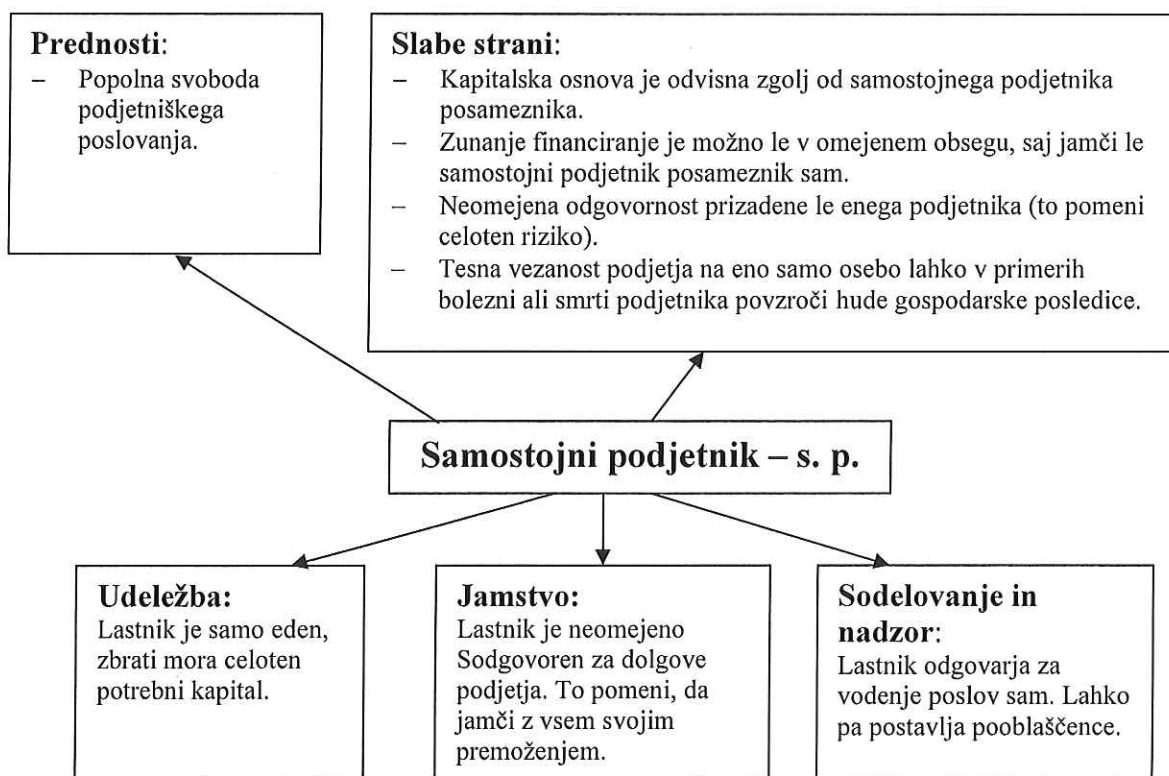 Prednosti:
– Popolna svoboda
podjetniškega
poslovanja.
Slabe strani:
– Kapitalska osnova je odvisna zgolj od samostojnega podjetnika
posameznika.
– Zunanje financiranje je možno le v omejenem obsegu, saj jamči le
samostojni podjetnik posameznik sam.
– Neomejena odgovornost prizadene le enega podjetnika (to pomeni
celoten riziko).
– Tesna vezanost podjetja na eno samo osebo lahko v primerih
bolezni ali smrti podjetnika povzroči hude gospodarske posledice.
Samostojni podjetnik – s. p.
Udeležba:
Lastnik je samo eden,
zbrati mora celoten
potrebni kapital.
Jamstvo:
Lastnik je neomejeno
Sodgovoren za dolgove
podjetja. To pomeni, da
jamči z vsem svojim
premoženjem.
Sodelovanje in
nadzor:
Lastnik odgovarja za
vodenje poslov sam. Lahko
pa postavlja pooblaščence.